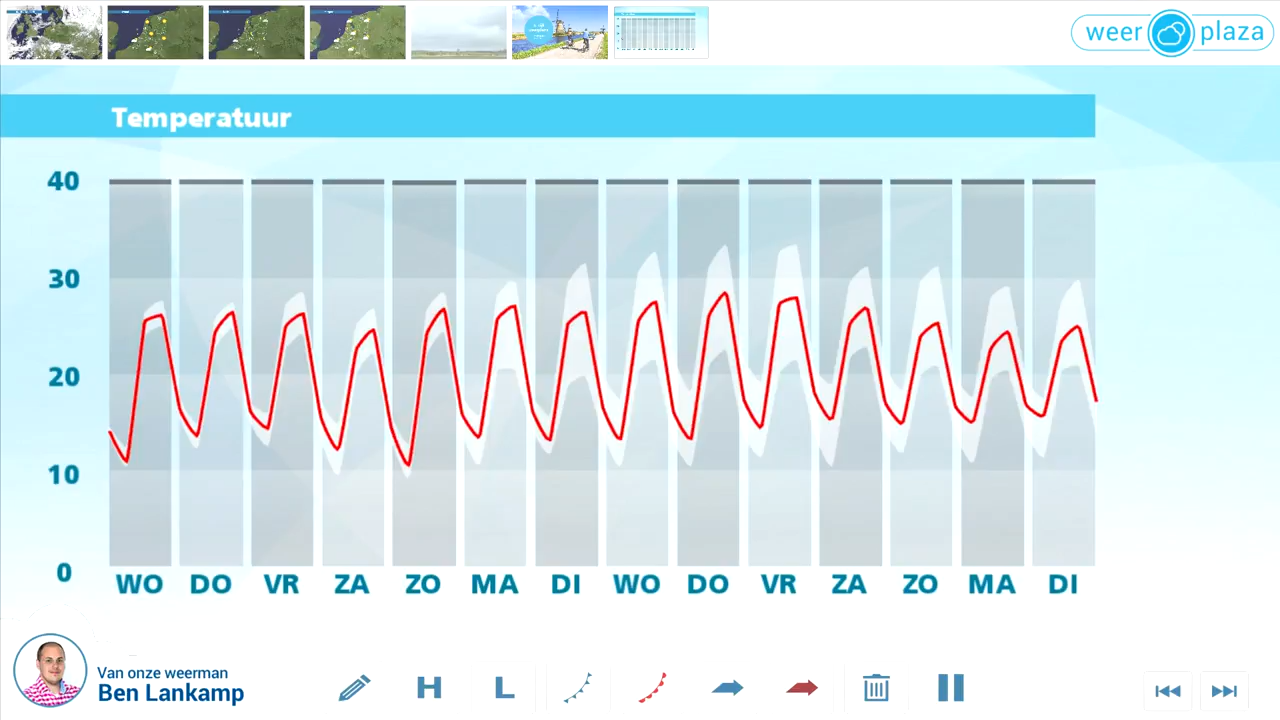 weer plaza
Temperatuur
40
30
20
10
0
WO DO VR ZA ZO MA DI WO DO VR ZA ZO MA DI
Van onze weerman
Ben Lankamp
H L